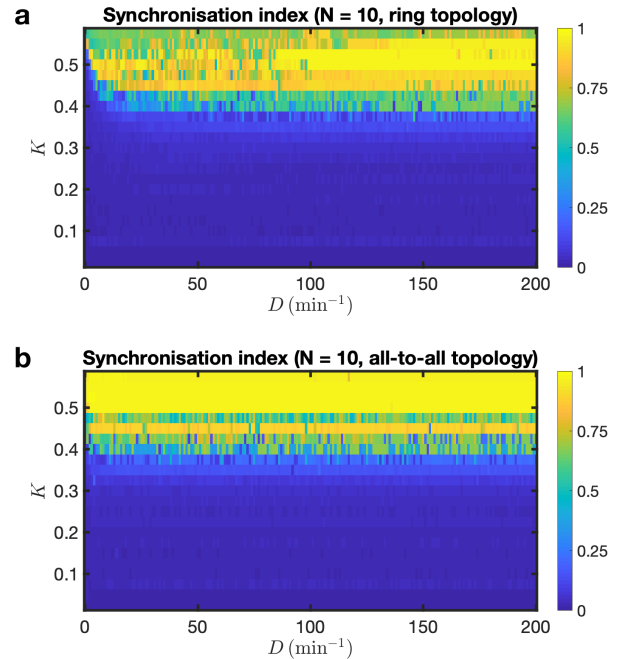 a
Synchronisation index (N = 10, ring topology)
K
0.5
0.4
0.3
0.2
0.1
0 50 100 150 200
D (min⁻¹)
1
0.75
0.5
0.25
0
b
Synchronisation index (N = 10, all-to-all topology)
K
0.5
0.4
0.3
0.2
0.1
0 50 100 150 200
D (min⁻¹)
1
0.75
0.5
0.25
0